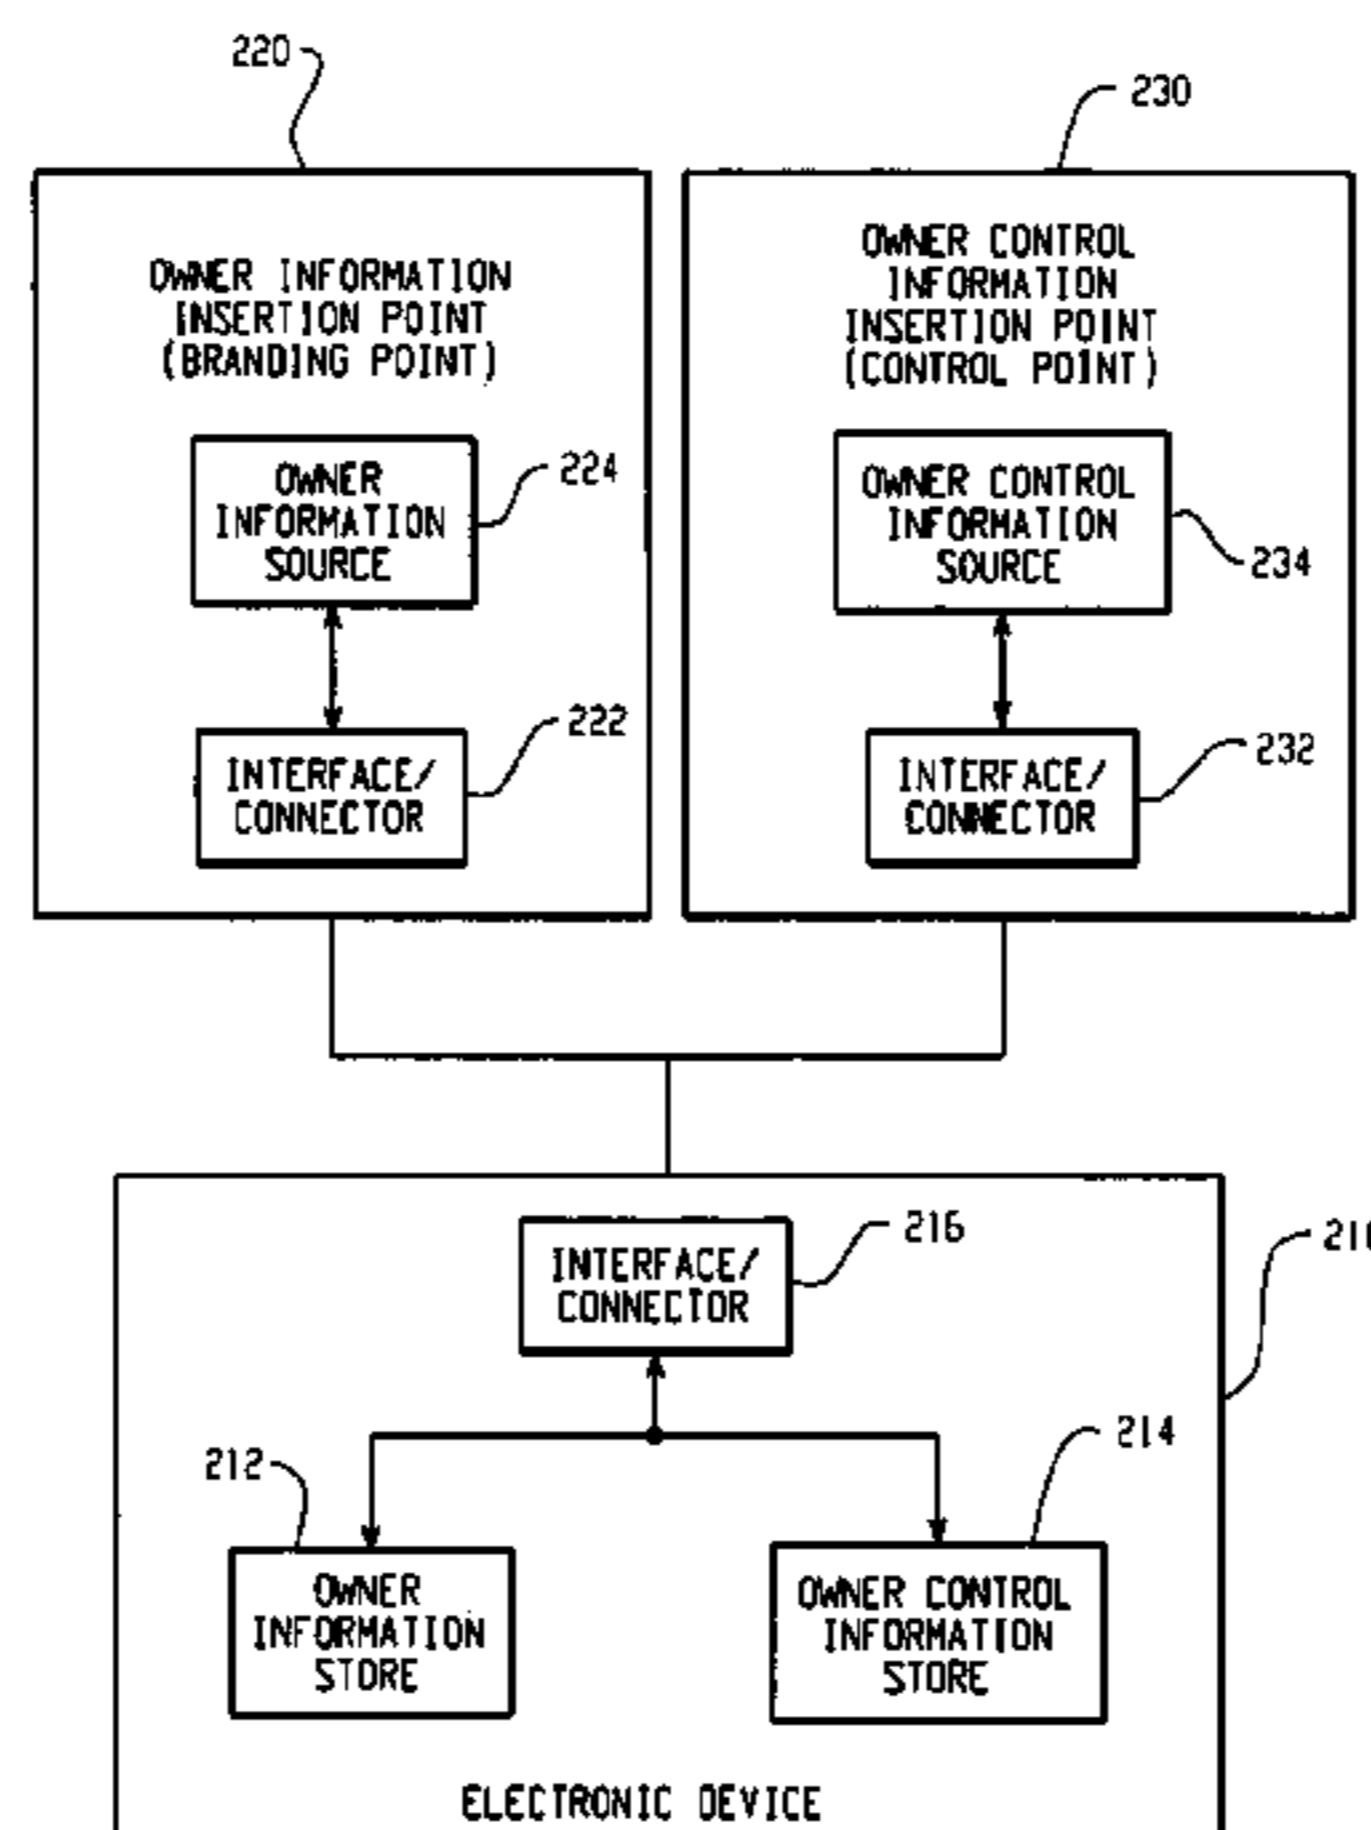 220
230
OWNER INFORMATION
INSERTION POINT
(BRANDING POINT)
OWNER CONTROL
INFORMATION
INSERTION POINT
(CONTROL POINT)
OWNER
INFORMATION
SOURCE
224
OWNER CONTROL
INFORMATION
SOURCE
234
INTERFACE/
CONNECTOR
222
INTERFACE/
CONNECTOR
232
INTERFACE/
CONNECTOR
216
212
214
OWNER
INFORMATION
STORE
OWNER CONTROL
INFORMATION
STORE
ELECTRONIC DEVICE